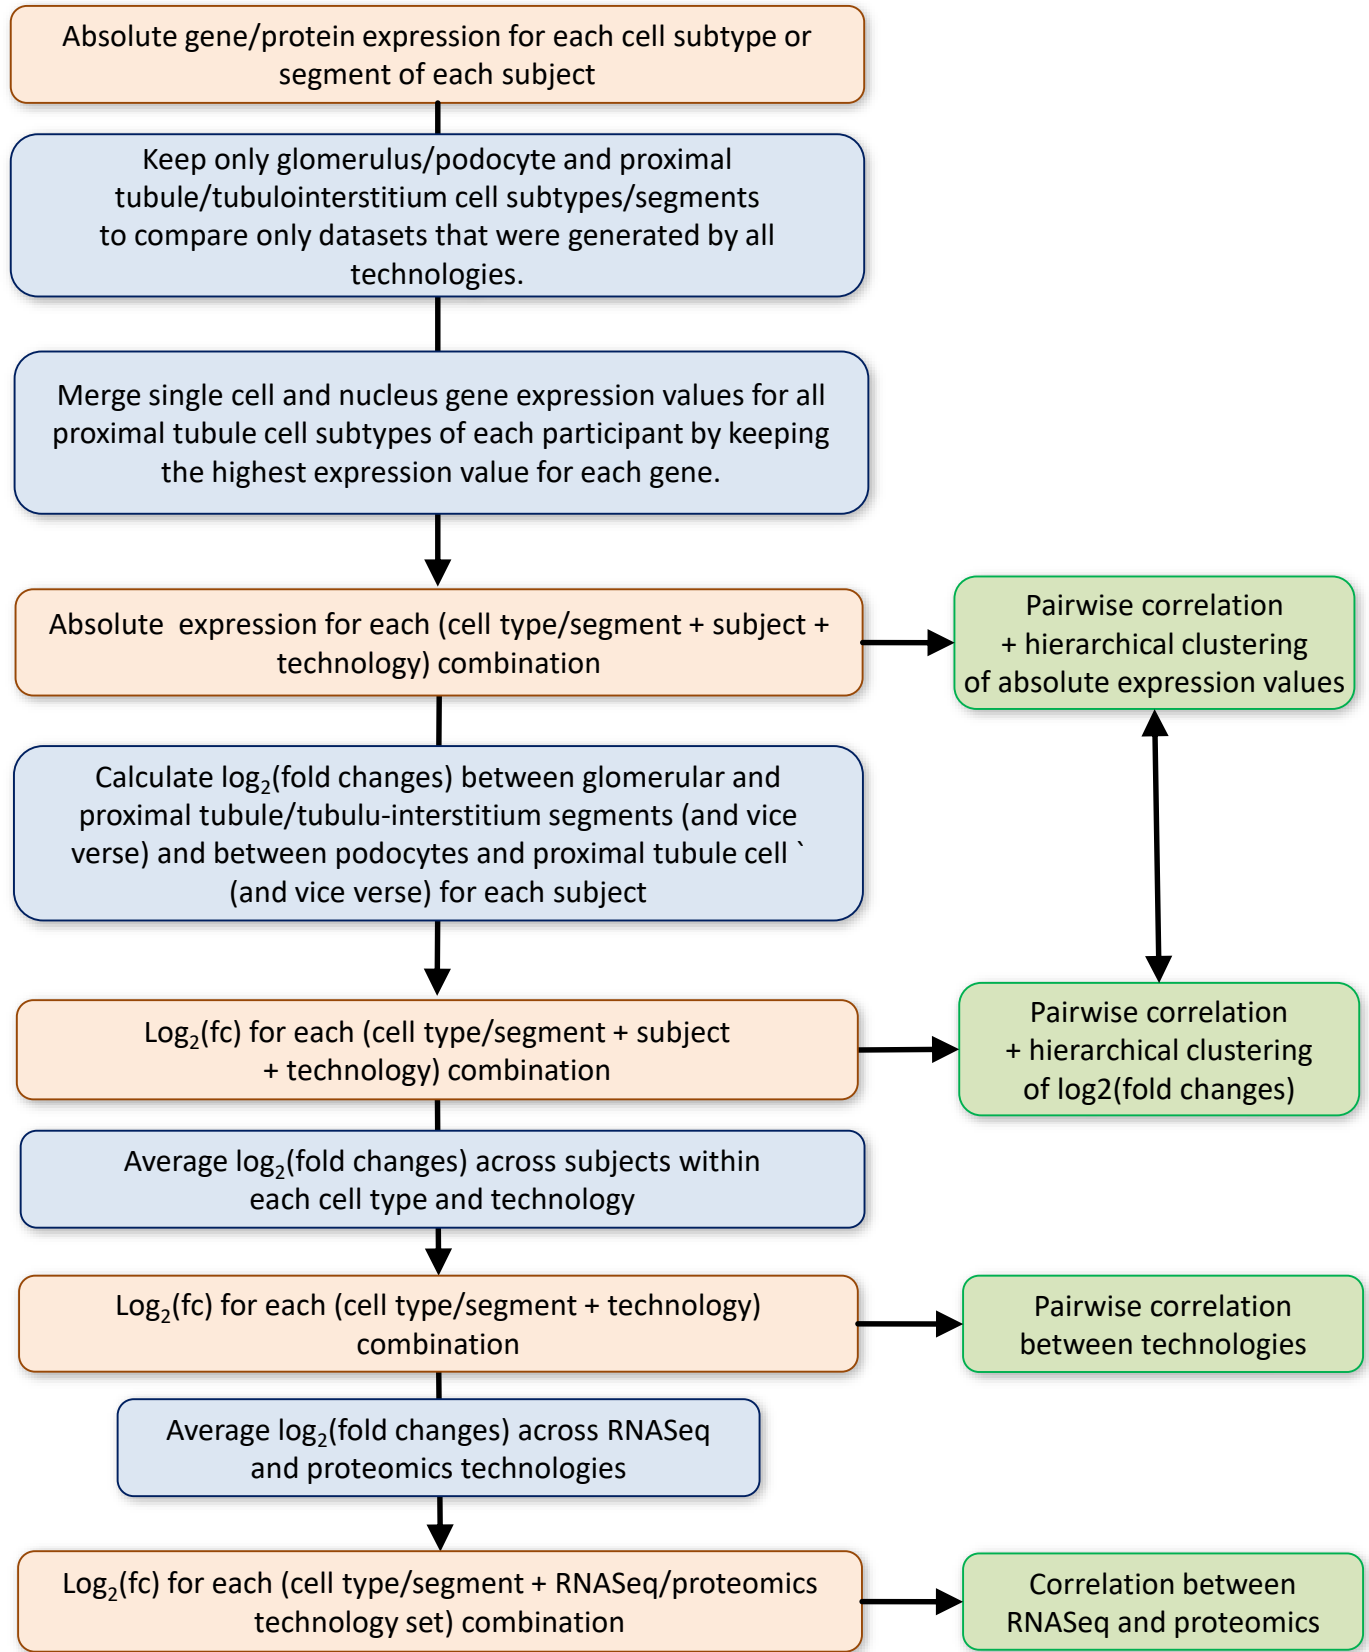 Absolute gene/protein expression for each cell subtype or
segment of each subject
Keep only glomerulus/podocyte and proximal
tubule/tubulointerstitium cell subtypes/segments
to compare only datasets that were generated by all
technologies.
Merge single cell and nucleus gene expression values for all
proximal tubule cell subtypes of each participant by keeping
the highest expression value for each gene.
Absolute  expression for each (cell type/segment + subject +
technology) combination
Pairwise correlation
+ hierarchical clustering
of absolute expression values
Calculate log₂(fold changes) between glomerular and
proximal tubule/tubulu-interstitium segments (and vice
verse) and between podocytes and proximal tubule cell `
(and vice verse) for each subject
Log₂(fc) for each (cell type/segment + subject
+ technology) combination
Pairwise correlation
+ hierarchical clustering
of log2(fold changes)
Average log₂(fold changes) across subjects within
each cell type and technology
Log₂(fc) for each (cell type/segment + technology)
combination
Pairwise correlation
between technologies
Average log₂(fold changes) across RNASeq
and proteomics technologies
Log₂(fc) for each (cell type/segment + RNASeq/proteomics
technology set) combination
Correlation between
RNASeq and proteomics